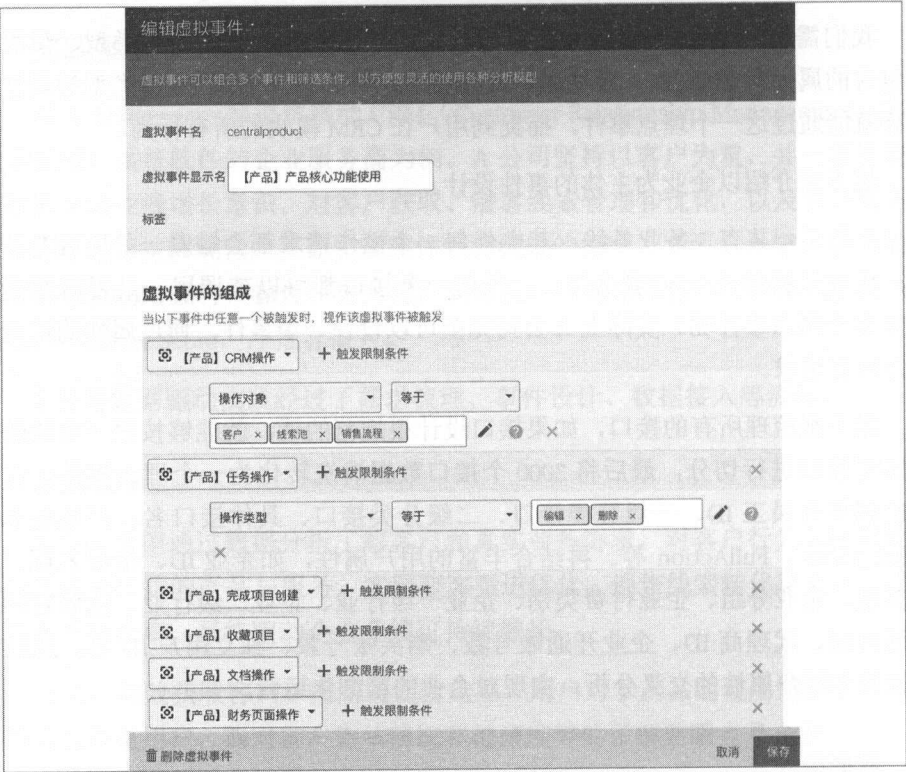 编辑虚拟事件
虚拟事件可以组合多个事件和筛选条件，以方便您灵活的使用各种分析模型
虚拟事件名 centralproduct
虚拟事件显示名 【产品】产品核心功能使用
标签
虚拟事件的组成
当以下事件中任意一个被触发时，视作该虚拟事件被触发
【产品】CRM操作 + 触发限制条件
操作对象 等于
客户 × 线索池 × 销售流程 ×
【产品】任务操作 + 触发限制条件 ×
操作类型 等于 编辑 × 删除 ×
×
【产品】完成项目创建 + 触发限制条件 ×
【产品】收藏项目 + 触发限制条件 ×
【产品】文档操作 + 触发限制条件 ×
【产品】财务页面操作 + 触发限制条件 ×
删除虚拟事件 取消 保存